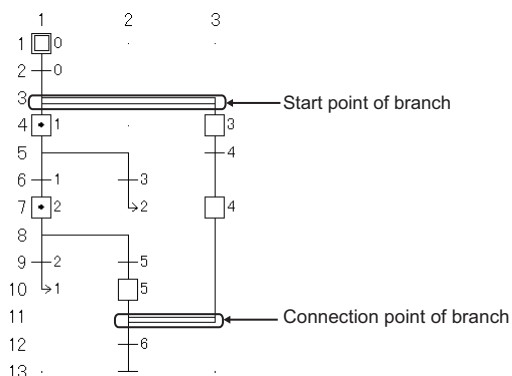 1 2 3
1 0
2 0
3 Start point of branch
4 1 3
5 4
6 1 3
7 2 2 4
8
9 2 5
10 1 5
11 Connection point of branch
12 6
13